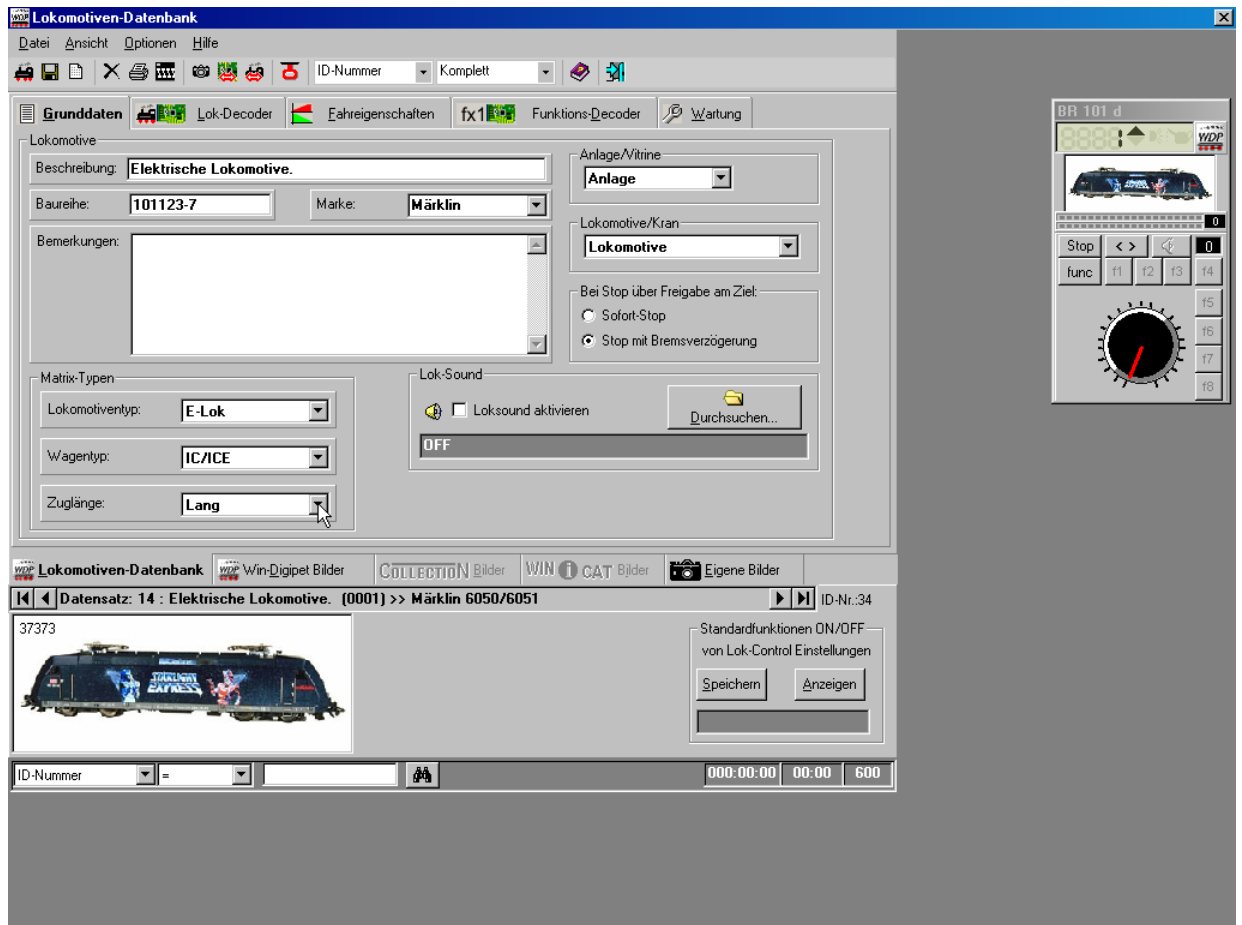 Lokomotiven-Datenbank
Datei Ansicht Optionen Hilfe
ID-Nummer Komplett
Grunddaten Lok-Decoder Fahreigenschaften fx1 Funktions-Decoder Wartung
Lokomotive
Beschreibung: Elektrische Lokomotive.
Baureihe: 101123-7 Marke: Märklin
Bemerkungen:
Anlage/Vitrine
Anlage
Lokomotive/Kran
Lokomotive
Bei Stop über Freigabe am Ziel:
Sofort-Stop
Stop mit Bremsverzögerung
Matrix-Typen
Lokomotiventyp: E-Lok
Wagentyp: IC/ICE
Zuglänge: Lang
Lok-Sound
Loksound aktivieren
Durchsuchen...
OFF
BR 101 d
WDP
0
Stop < > 0
func f1 f2 f3 f4
f5
f6
f7
f8
WDP Lokomotiven-Datenbank WDP Win-Digipet Bilder COLLECTION Bilder WIN CAT Bilder Eigene Bilder
Datensatz: 14 : Elektrische Lokomotive. (0001) >> Märklin 6050/6051 ID-Nr.:34
37373
STARLIGHT
EXPRESS
Standardfunktionen ON/OFF
von Lok-Control Einstellungen
Speichern Anzeigen
ID-Nummer = 000:00:00 00:00 600